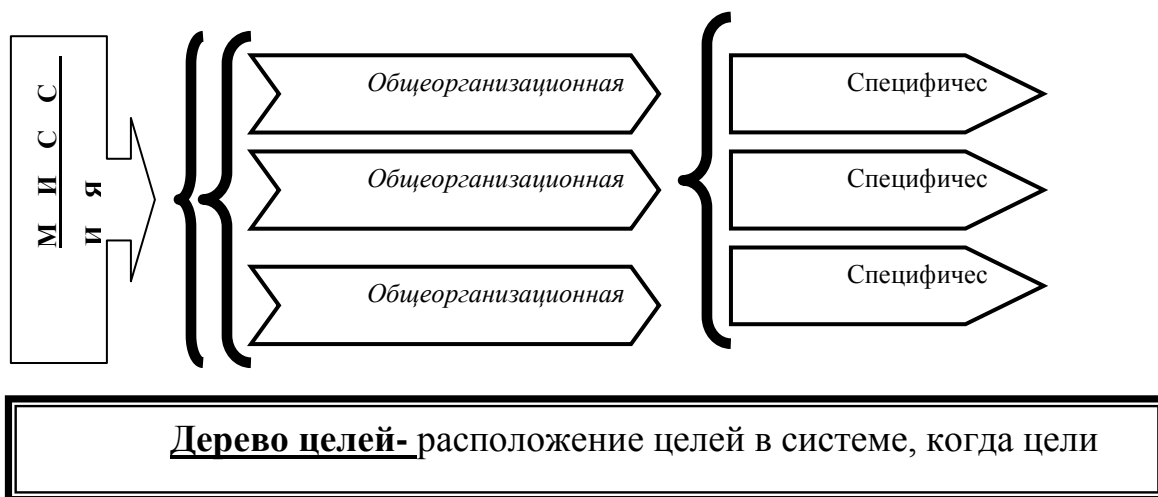 М И С С
И Я
Общеорганизационная
Специфичес
Общеорганизационная
Специфичес
Общеорганизационная
Специфичес
Дерево целей- расположение целей в системе, когда цели